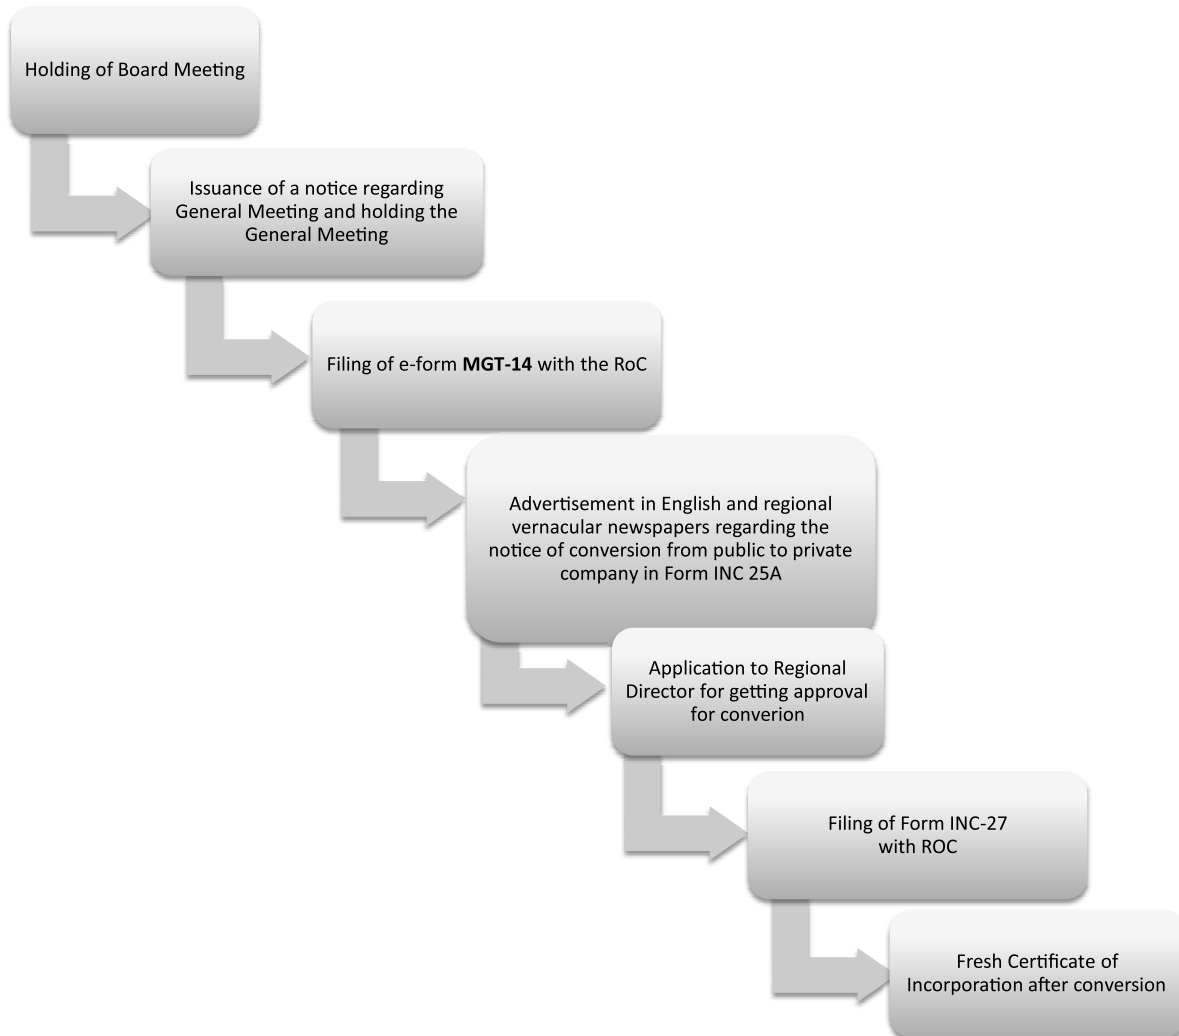 Holding of Board Meeting
Issuance of a notice regarding
General Meeting and holding the
General Meeting
Filing of e-form MGT-14 with the RoC
Advertisement in English and regional
vernacular newspapers regarding the
notice of conversion from public to private
company in Form INC 25A
Application to Regional
Director for getting approval
for converion
Filing of Form INC-27
with ROC
Fresh Certificate of
Incorporation after conversion